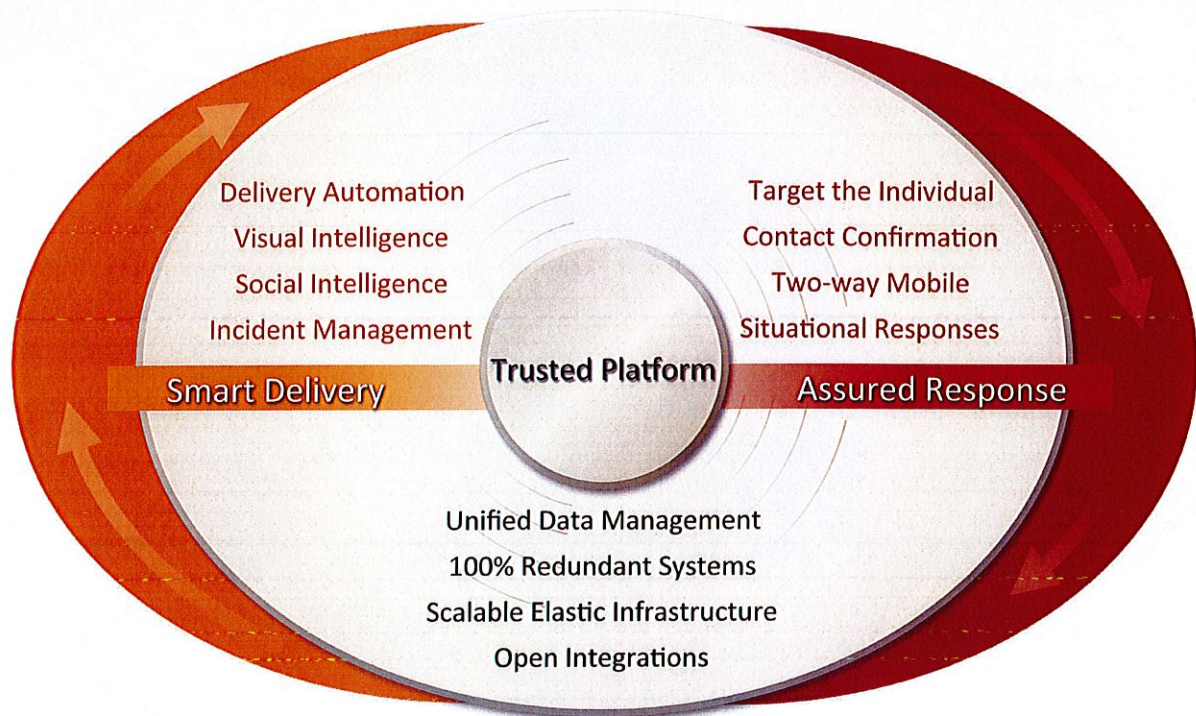 Delivery Automation
Visual Intelligence
Social Intelligence
Incident Management
Smart Delivery
Target the Individual
Contact Confirmation
Two-way Mobile
Situational Responses
Assured Response
Trusted Platform
Unified Data Management
100% Redundant Systems
Scalable Elastic Infrastructure
Open Integrations